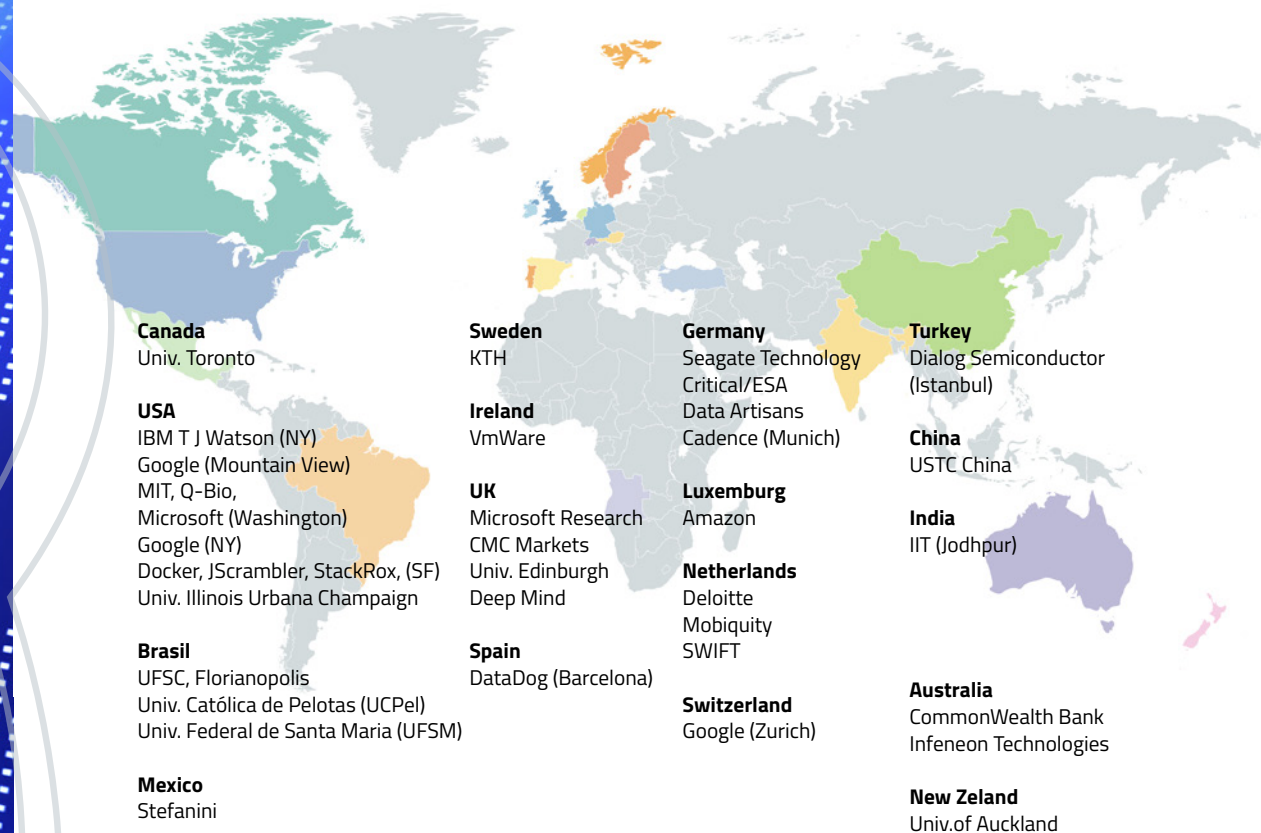 Canada
Univ. Toronto
USA
IBM T J Watson (NY)
Google (Mountain View)
MIT, Q-Bio,
Microsoft (Washington)
Google (NY)
Docker, JScrambler, StackRox, (SF)
Univ. Illinois Urbana Champaign
Brasil
UFSC, Florianopolis
Univ. Católica de Pelotas (UCPel)
Univ. Federal de Santa Maria (UFSM)
Mexico
Stefanini
Sweden
KTH
Ireland
VmWare
UK
Microsoft Research
CMC Markets
Univ. Edinburgh
Deep Mind
Spain
DataDog (Barcelona)
Germany
Seagate Technology
Critical/ESA
Data Artisans
Cadence (Munich)
Luxemburg
Amazon
Netherlands
Deloitte
Mobiquity
SWIFT
Switzerland
Google (Zurich)
Turkey
Dialog Semiconductor
(Istanbul)
China
USTC China
India
IIT (Jodhpur)
Australia
CommonWealth Bank
Infeneon Technologies
New Zeland
Univ.of Auckland